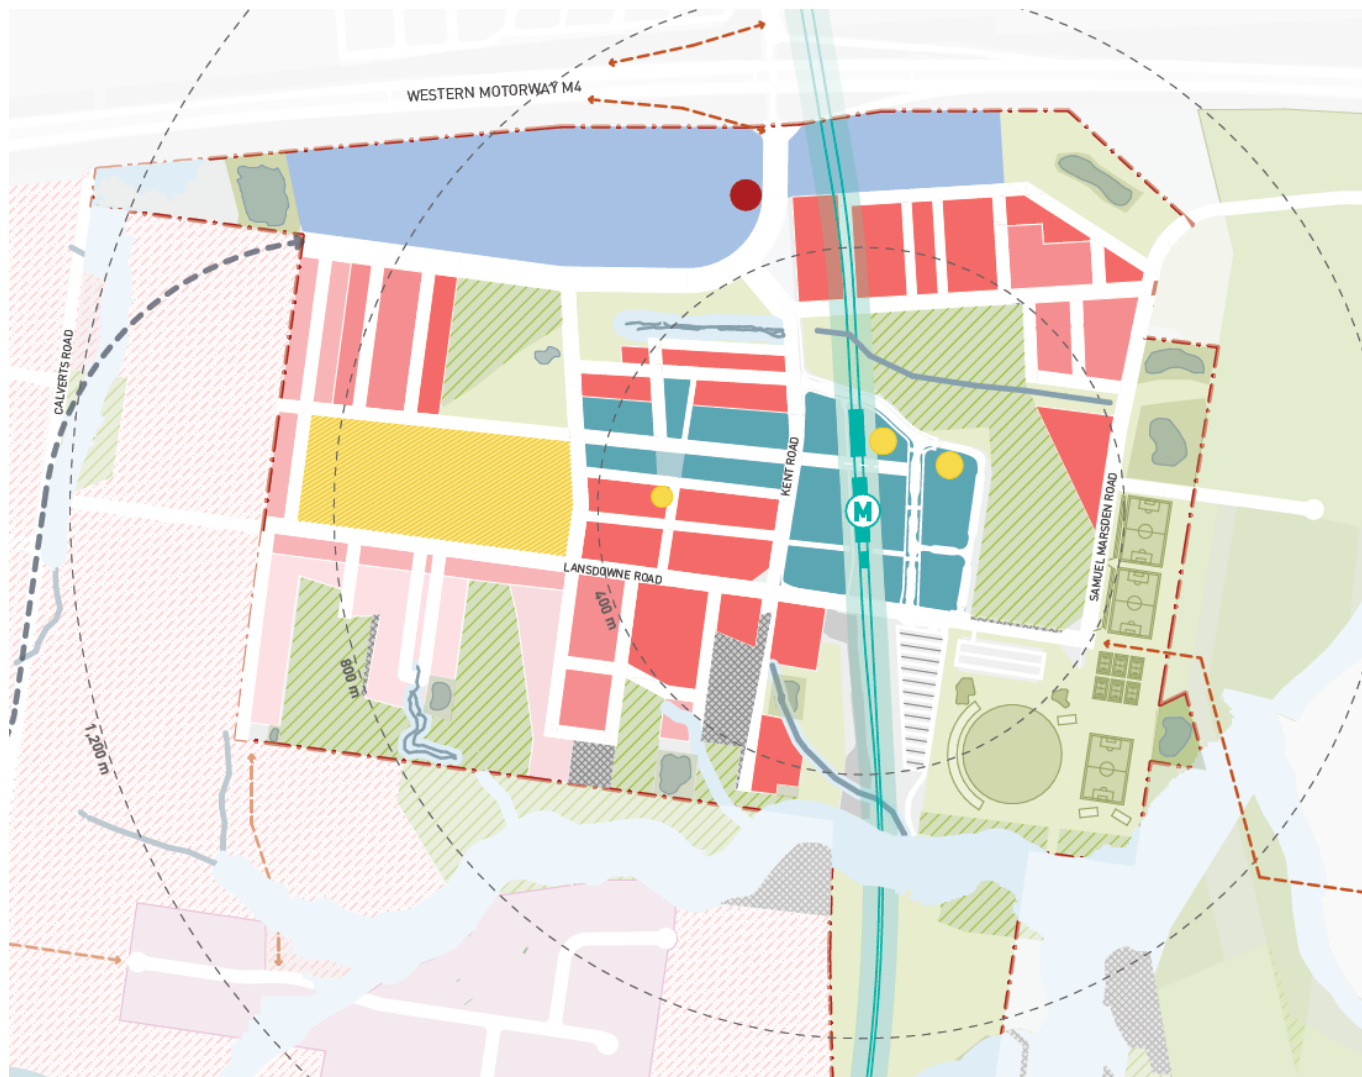 WESTERN MOTORWAY M4
CALVERTS ROAD
KENT ROAD
M
SAMUEL MARSDEN ROAD
LANSDOWNE ROAD
400 m
800 m
1,200 m